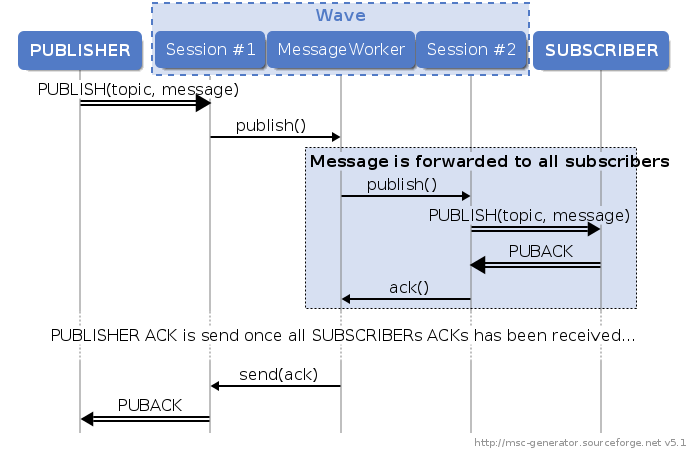 Wave
PUBLISHER
Session #1
MessageWorker
Session #2
SUBSCRIBER
PUBLISH(topic, message)
publish()
Message is forwarded to all subscribers
publish()
PUBLISH(topic, message)
PUBACK
ack()
PUBLISHER ACK is send once all SUBSCRIBERs ACKs has been received...
send(ack)
PUBACK
http://msc-generator.sourceforge.net v5.1